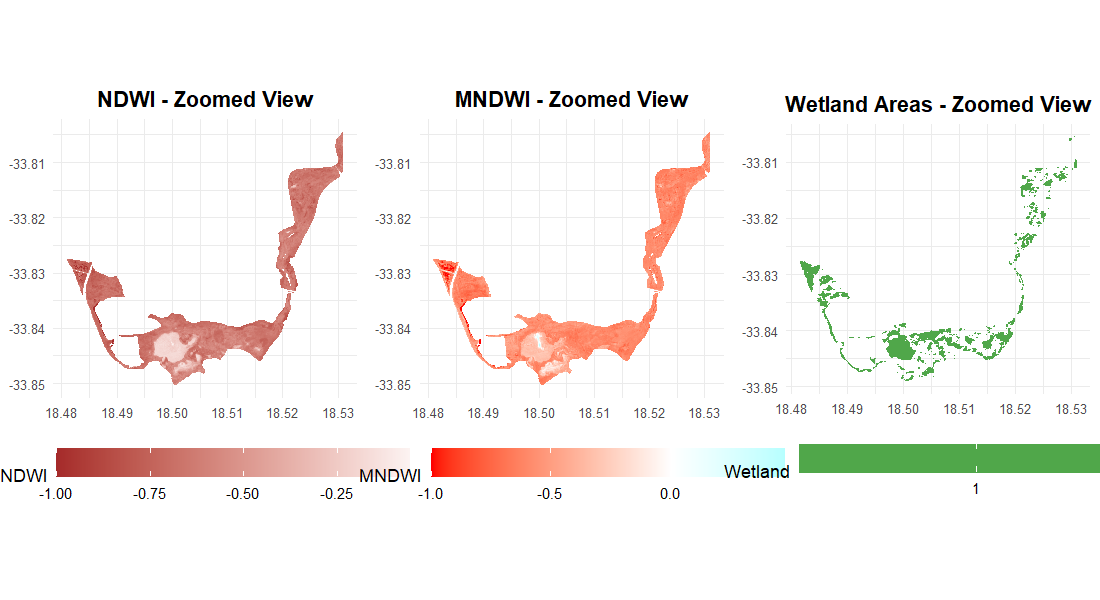 NDWI - Zoomed View
-33.81
-33.82
-33.83
-33.84
-33.85
18.48 18.49 18.50 18.51 18.52 18.53
NDWI
-1.00 -0.75 -0.50 -0.25
MNDWI - Zoomed View
-33.81
-33.82
-33.83
-33.84
-33.85
18.48 18.49 18.50 18.51 18.52 18.53
MNDWI
-1.0 -0.5 0.0
Wetland Areas - Zoomed View
-33.81
-33.82
-33.83
-33.84
-33.85
18.48 18.49 18.50 18.51 18.52 18.53
Wetland
1